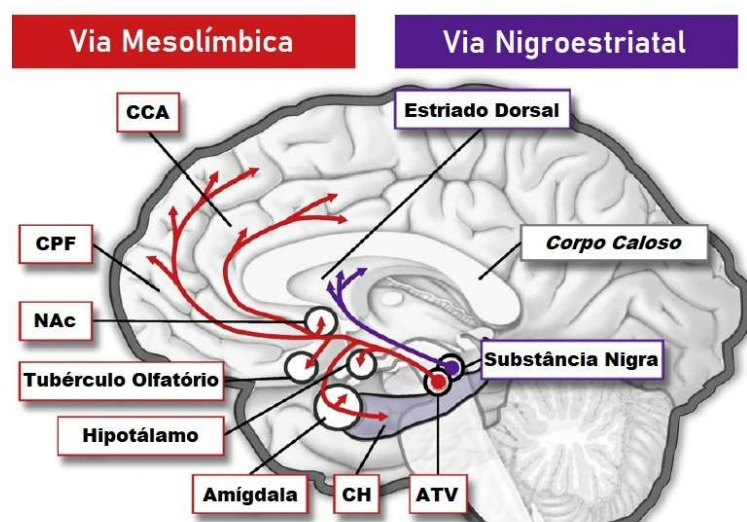 Via Mesolímbica
Via Nigroestriatal
CCA
Estriado Dorsal
CPF
Corpo Caloso
NAc
Tubérculo Olfatório
Substância Nigra
Hipotálamo
Amígdala
CH
ATV